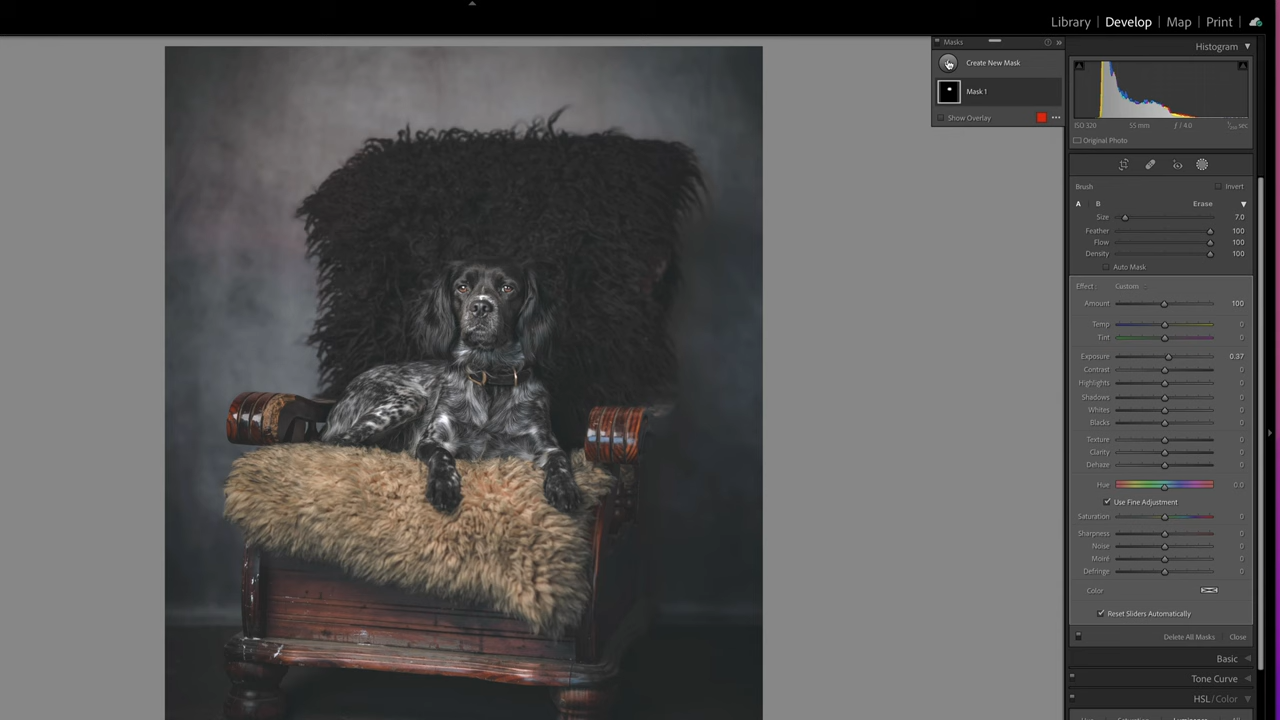 Library | Develop | Map | Print
Masks
Create New Mask
Mask 1
Show Overlay
Histogram
ISO 320 55 mm ƒ / 4.0 sec
Original Photo
Brush Invert
A B Erase
Size 7.0
Feather 100
Flow 100
Density 100
Auto Mask
Effect : Custom
Amount 100
Temp 0
Tint 0
Exposure 0.37
Contrast 0
Highlights 0
Shadows 0
Whites 0
Blacks 0
Texture 0
Clarity 0
Dehaze 0
Hue 0.0
Use Fine Adjustment
Saturation 0
Sharpness 0
Noise 0
Moiré 0
Defringe 0
Color
Reset Sliders Automatically
Delete All Masks Close
Basic
Tone Curve
HSL / Color